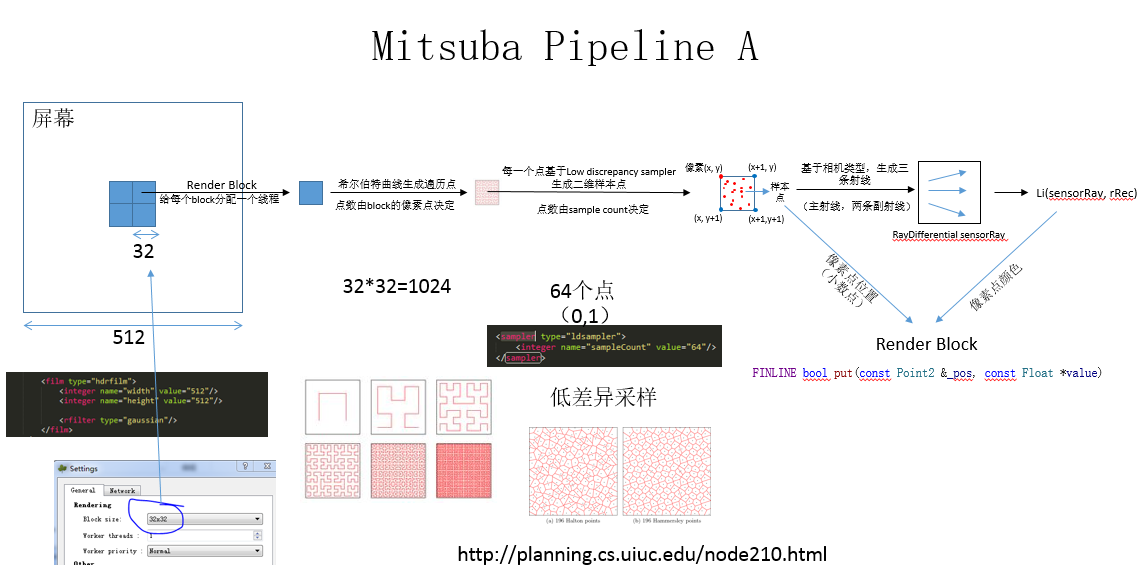 Mitsuba Pipeline A
屏幕
Render Block
给每个block分配一个线程
希尔伯特曲线生成遍历点
点数由block的像素点决定
每一个点基于Low discrepancy sampler
生成二维样本点
点数由sample count决定
像素(x, y)
(x+1, y)
(x, y+1)
(x+1,y+1)
样本
点
基于相机类型，生成三
条射线
（主射线，两条副射线）
RayDifferential sensorRay
Li(sensorRay, rRec)
32
512
32*32=1024
64个点
（0,1）
像素点位置
（小数点）
像素点颜色
Render Block
FINLINE bool put(const Point2 &_pos, const Float *value)
<sampler type="ldsampler">
<integer name="sampleCount" value="64"/>
</sampler>
低差异采样
<film type="hdrfilm">
<integer name="width" value="512"/>
<integer name="height" value="512"/>
<rfilter type="gaussian"/>
</film>
Settings
General
Network
Rendering
Block size:
32x32
Worker threads :
1
Worker priority :
Normal
Other
(a) 196 Halton points
(b) 196 Hammersley points
http://planning.cs.uiuc.edu/node210.html